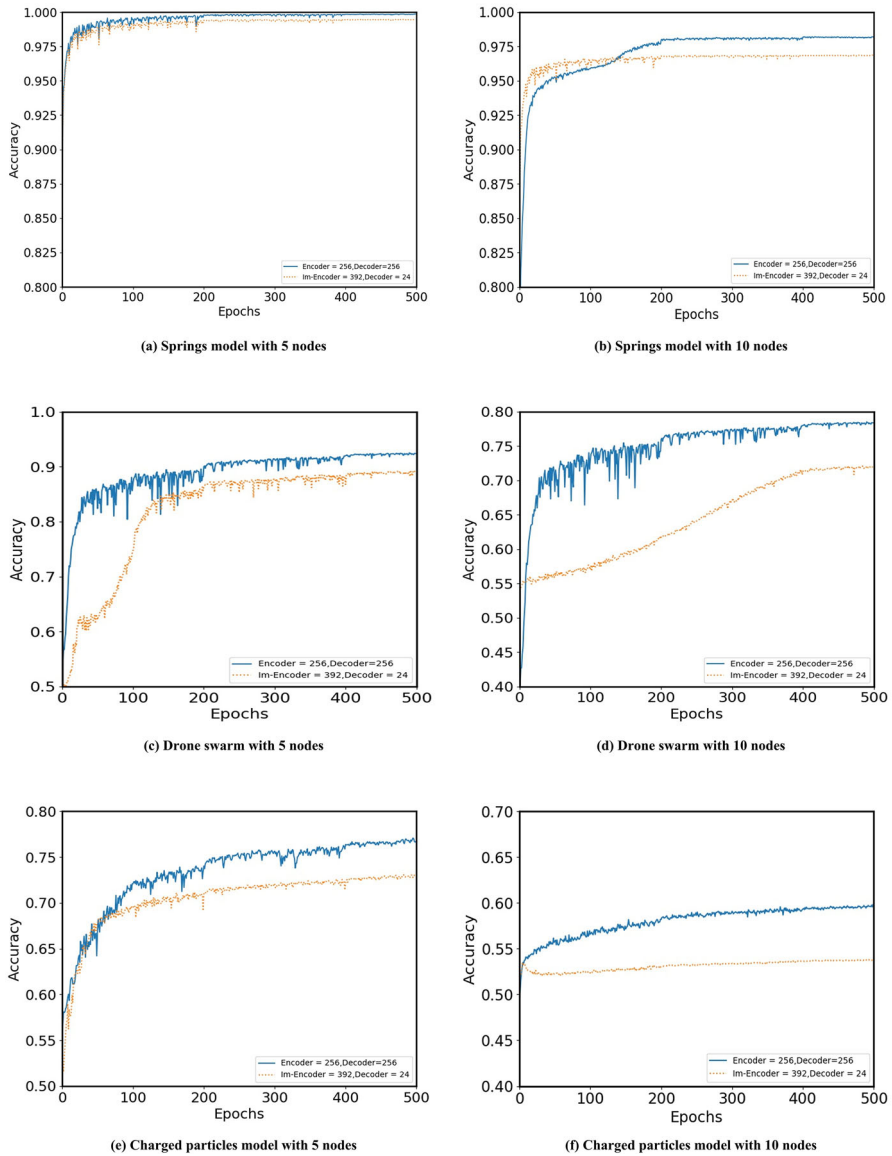 1.000
0.975
0.950
0.925
0.900
0.875
0.850
0.825
0.800
Accuracy
0 100 200 300 400 500
Epochs
Encoder = 256,Decoder=256
Im-Encoder = 392,Decoder = 24
(a) Springs model with 5 nodes
1.000
0.975
0.950
0.925
0.900
0.875
0.850
0.825
0.800
Accuracy
0 100 200 300 400 500
Epochs
Encoder = 256,Decoder=256
Im-Encoder = 392,Decoder = 24
(b) Springs model with 10 nodes
1.0
0.9
0.8
0.7
0.6
0.5
Accuracy
0 100 200 300 400 500
Epochs
Encoder = 256,Decoder=256
Im-Encoder = 392,Decoder = 24
(c) Drone swarm with 5 nodes
0.80
0.75
0.70
0.65
0.60
0.55
0.50
0.45
0.40
Accuracy
0 100 200 300 400 500
Epochs
Encoder = 256,Decoder=256
Im-Encoder = 392,Decoder = 24
(d) Drone swarm with 10 nodes
0.80
0.75
0.70
0.65
0.60
0.55
0.50
Accuracy
0 100 200 300 400 500
Epochs
Encoder = 256,Decoder=256
Im-Encoder = 392,Decoder = 24
(e) Charged particles model with 5 nodes
0.70
0.65
0.60
0.55
0.50
0.45
0.40
Accuracy
0 100 200 300 400 500
Epochs
Encoder = 256,Decoder=256
Im-Encoder = 392,Decoder = 24
(f) Charged particles model with 10 nodes